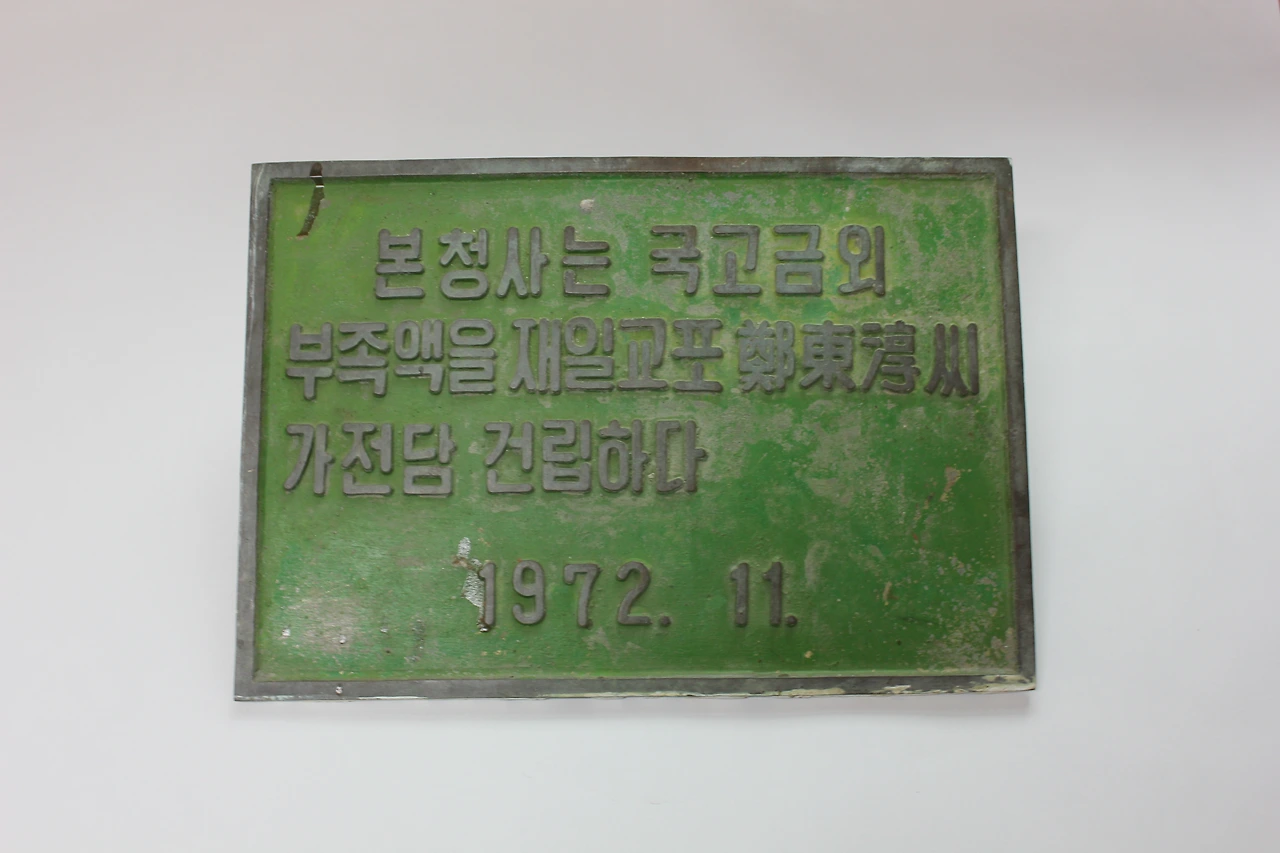 본청사는 국고금외
부족액을 재일교포 鄭東淳씨
가전담 건립하다
1972. 11.